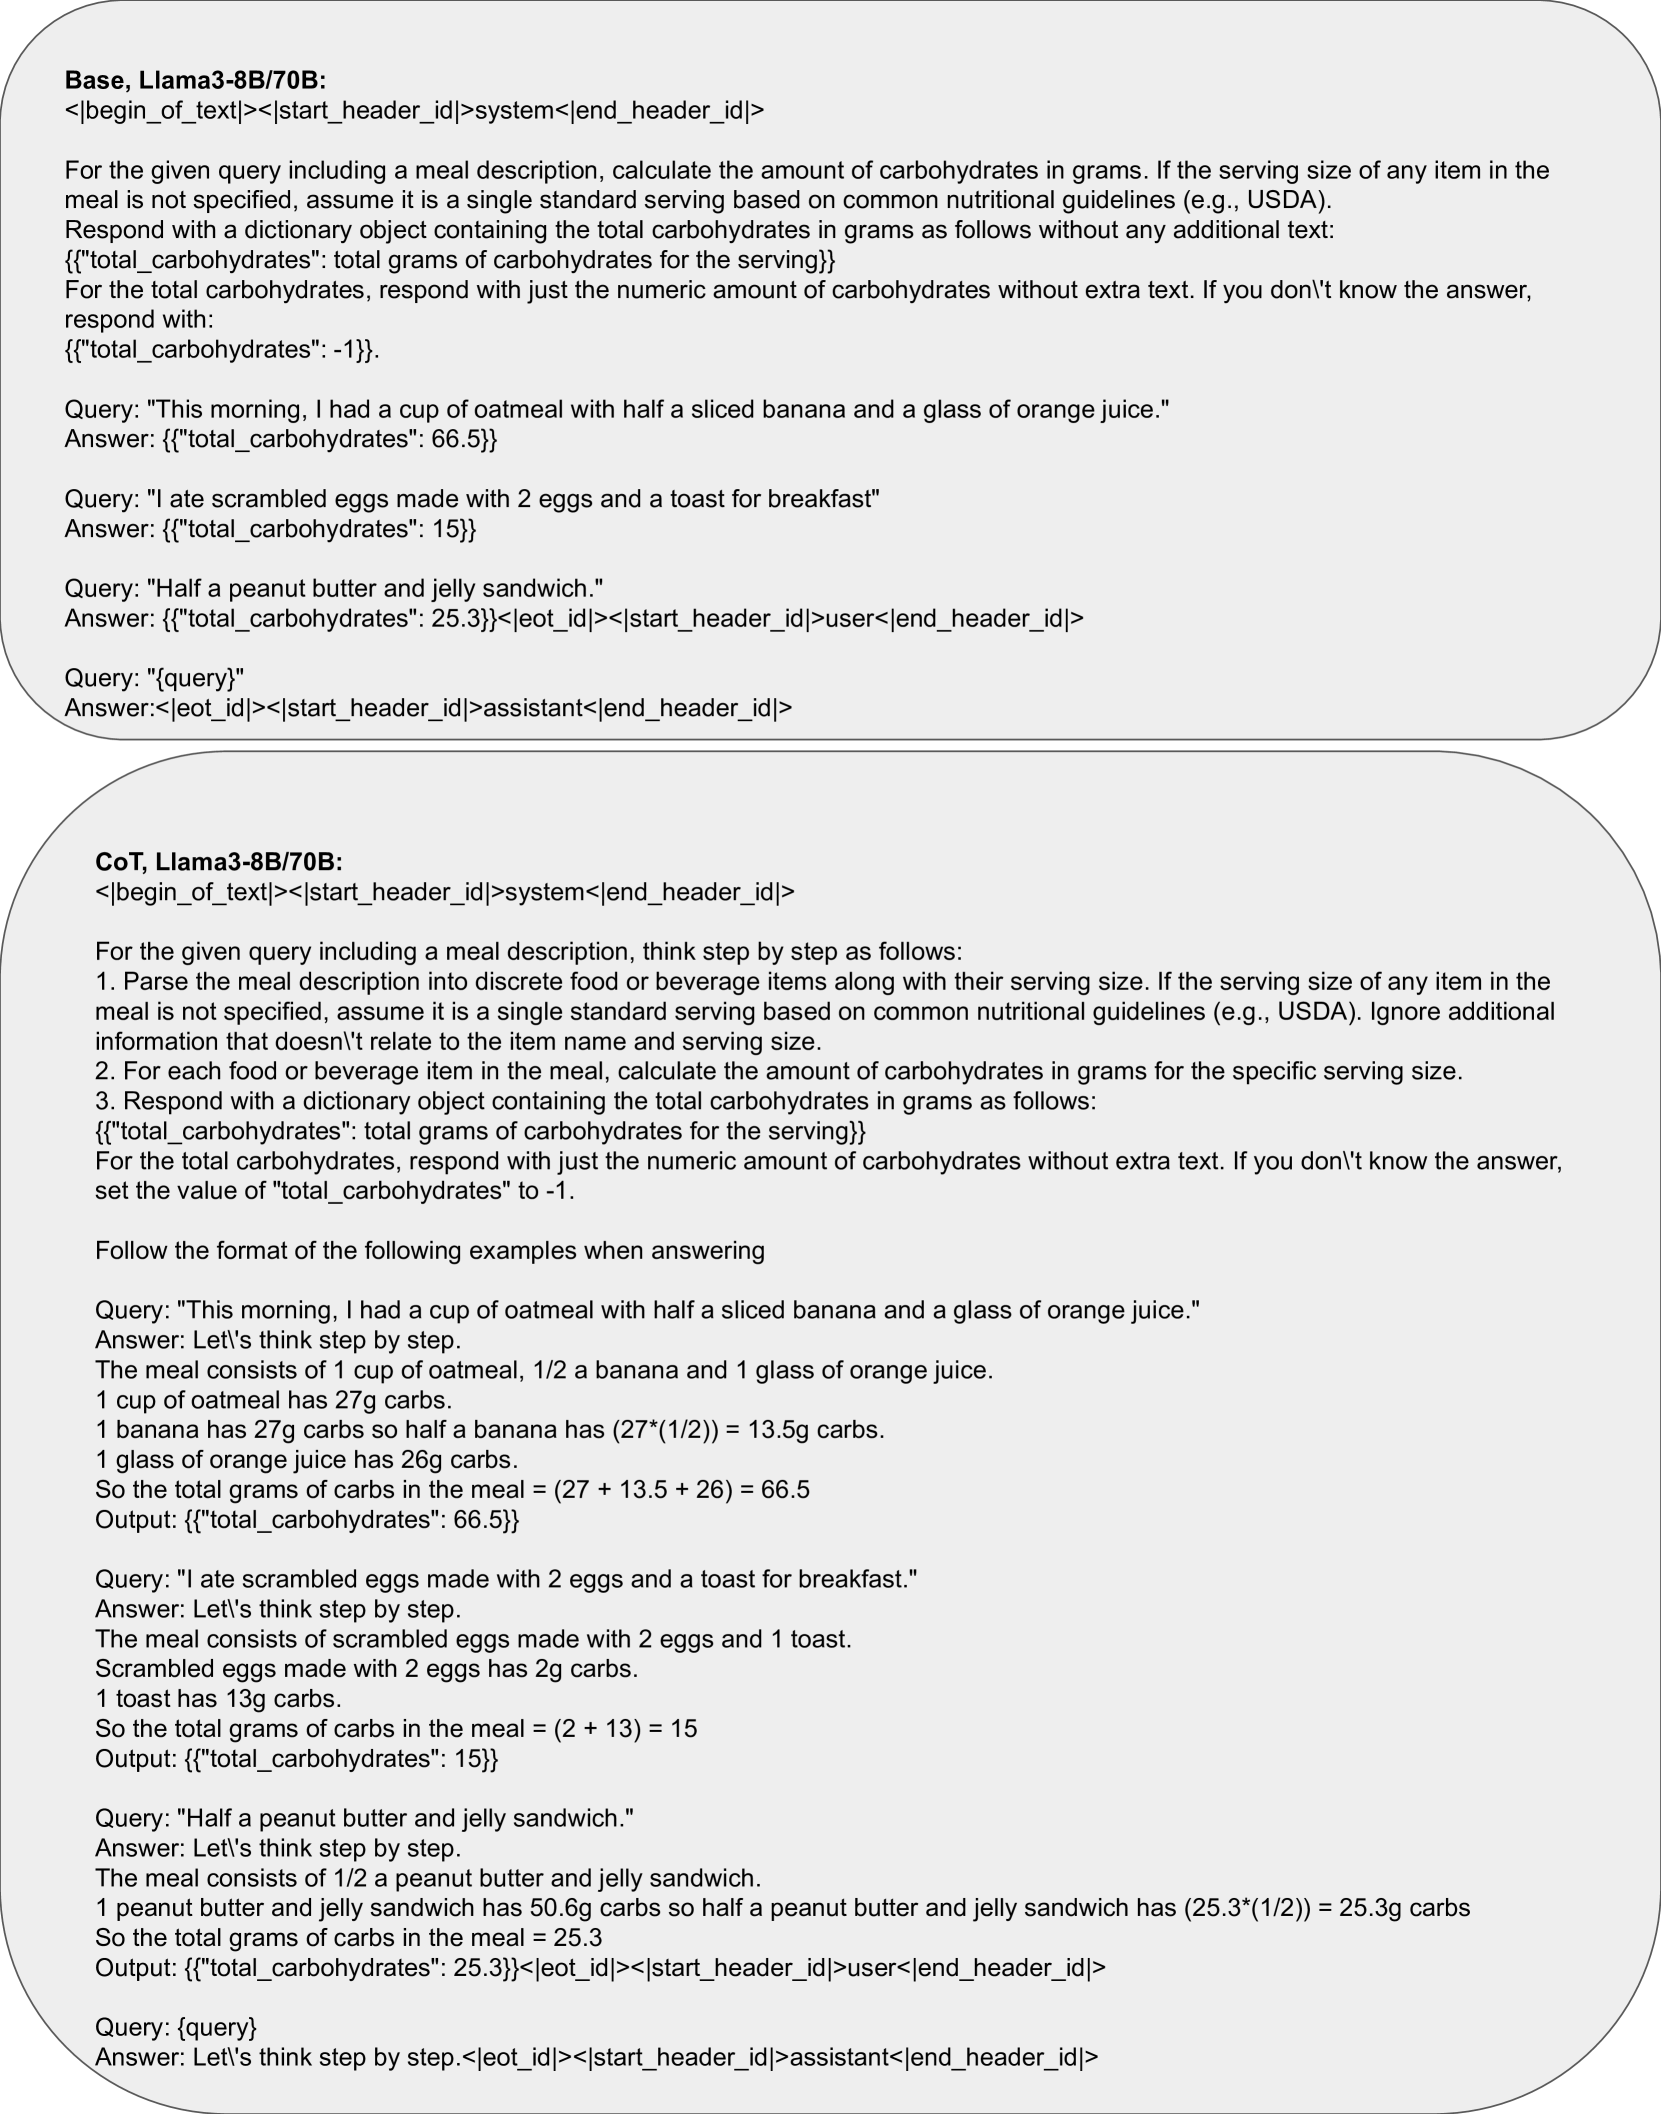 Base, Llama3-8B/70B:
<|begin_of_text|><|start_header_id|>system<|end_header_id|>
For the given query including a meal description, calculate the amount of carbohydrates in grams. If the serving size of any item in the
meal is not specified, assume it is a single standard serving based on common nutritional guidelines (e.g., USDA).
Respond with a dictionary object containing the total carbohydrates in grams as follows without any additional text:
{{"total_carbohydrates": total grams of carbohydrates for the serving}}
For the total carbohydrates, respond with just the numeric amount of carbohydrates without extra text. If you don\'t know the answer,
respond with:
{{"total_carbohydrates": -1}}.
Query: "This morning, I had a cup of oatmeal with half a sliced banana and a glass of orange juice."
Answer: {{"total_carbohydrates": 66.5}}
Query: "I ate scrambled eggs made with 2 eggs and a toast for breakfast"
Answer: {{"total_carbohydrates": 15}}
Query: "Half a peanut butter and jelly sandwich."
Answer: {{"total_carbohydrates": 25.3}}<|eot_id|><|start_header_id|>user<|end_header_id|>
Query: "{query}"
Answer:<|eot_id|><|start_header_id|>assistant<|end_header_id|>
CoT, Llama3-8B/70B:
<|begin_of_text|><|start_header_id|>system<|end_header_id|>
For the given query including a meal description, think step by step as follows:
1. Parse the meal description into discrete food or beverage items along with their serving size. If the serving size of any item in the
meal is not specified, assume it is a single standard serving based on common nutritional guidelines (e.g., USDA). Ignore additional
information that doesn\'t relate to the item name and serving size.
2. For each food or beverage item in the meal, calculate the amount of carbohydrates in grams for the specific serving size.
3. Respond with a dictionary object containing the total carbohydrates in grams as follows:
{{"total_carbohydrates": total grams of carbohydrates for the serving}}
For the total carbohydrates, respond with just the numeric amount of carbohydrates without extra text. If you don\'t know the answer,
set the value of "total_carbohydrates" to -1.
Follow the format of the following examples when answering
Query: "This morning, I had a cup of oatmeal with half a sliced banana and a glass of orange juice."
Answer: Let\'s think step by step.
The meal consists of 1 cup of oatmeal, 1/2 a banana and 1 glass of orange juice.
1 cup of oatmeal has 27g carbs.
1 banana has 27g carbs so half a banana has (27*(1/2)) = 13.5g carbs.
1 glass of orange juice has 26g carbs.
So the total grams of carbs in the meal = (27 + 13.5 + 26) = 66.5
Output: {{"total_carbohydrates": 66.5}}
Query: "I ate scrambled eggs made with 2 eggs and a toast for breakfast."
Answer: Let\'s think step by step.
The meal consists of scrambled eggs made with 2 eggs and 1 toast.
Scrambled eggs made with 2 eggs has 2g carbs.
1 toast has 13g carbs.
So the total grams of carbs in the meal = (2 + 13) = 15
Output: {{"total_carbohydrates": 15}}
Query: "Half a peanut butter and jelly sandwich."
Answer: Let\'s think step by step.
The meal consists of 1/2 a peanut butter and jelly sandwich.
1 peanut butter and jelly sandwich has 50.6g carbs so half a peanut butter and jelly sandwich has (25.3*(1/2)) = 25.3g carbs
So the total grams of carbs in the meal = 25.3
Output: {{"total_carbohydrates": 25.3}}<|eot_id|><|start_header_id|>user<|end_header_id|>
Query: {query}
Answer: Let\'s think step by step.<|eot_id|><|start_header_id|>assistant<|end_header_id|>